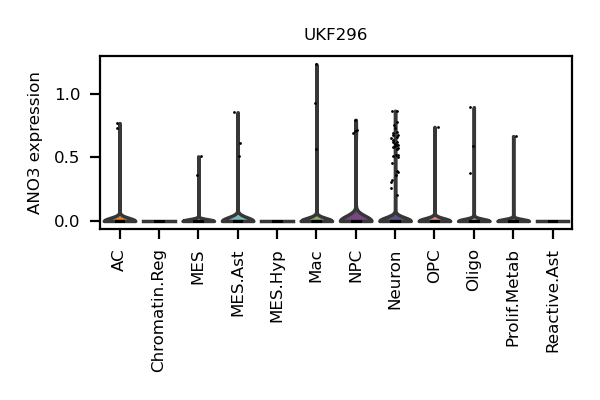 UKF296
ANO3 expression
1.0
0.5
0.0
AC
Chromatin.Reg
MES
MES.Ast
MES.Hyp
Mac
NPC
Neuron
OPC
Oligo
Prolif.Metab
Reactive.Ast